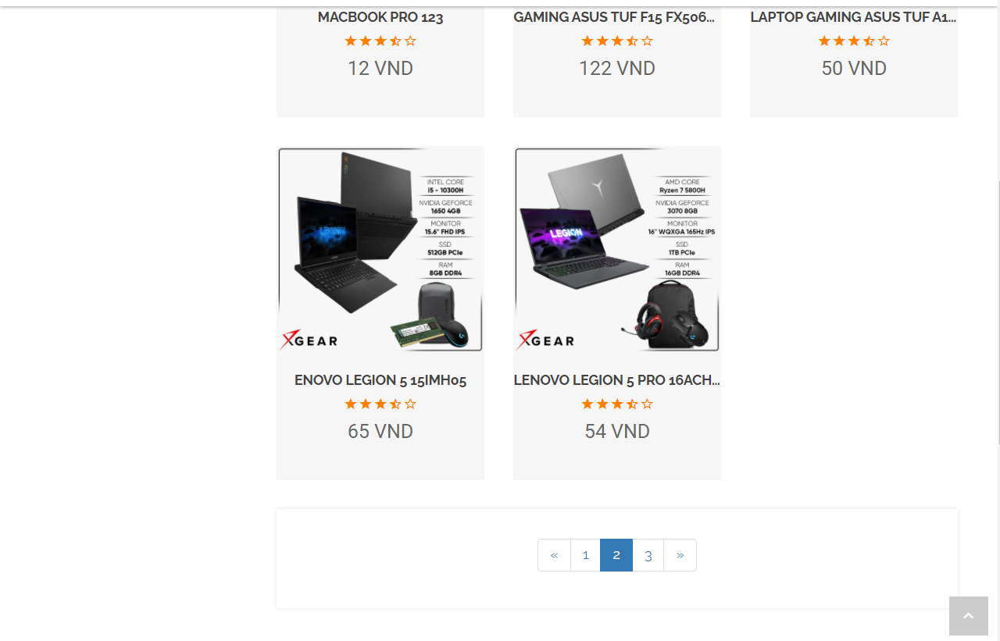 MACBOOK PRO 123
GAMING ASUS TUF F15 FX506...
LAPTOP GAMING ASUS TUF A1...
12 VND
122 VND
50 VND
INTEL CORE
i5 - 10300H
NVIDIA GEFORCE
1650 4GB
MONITOR
15.6" FHD IPS
SSD
512GB PCIe
RAM
8GB DDR4
LEGION
XGEAR
AMD CORE
Ryzen 7 5800H
NVIDIA GEFORCE
3070 8GB
MONITOR
16" WQXGA 165Hz IPS
SSD
1TB PCIe
RAM
16GB DDR4
LEGION
XGEAR
ENOVO LEGION 5 15IMH05
LENOVO LEGION 5 PRO 16ACH...
65 VND
54 VND
« 1 2 3 »